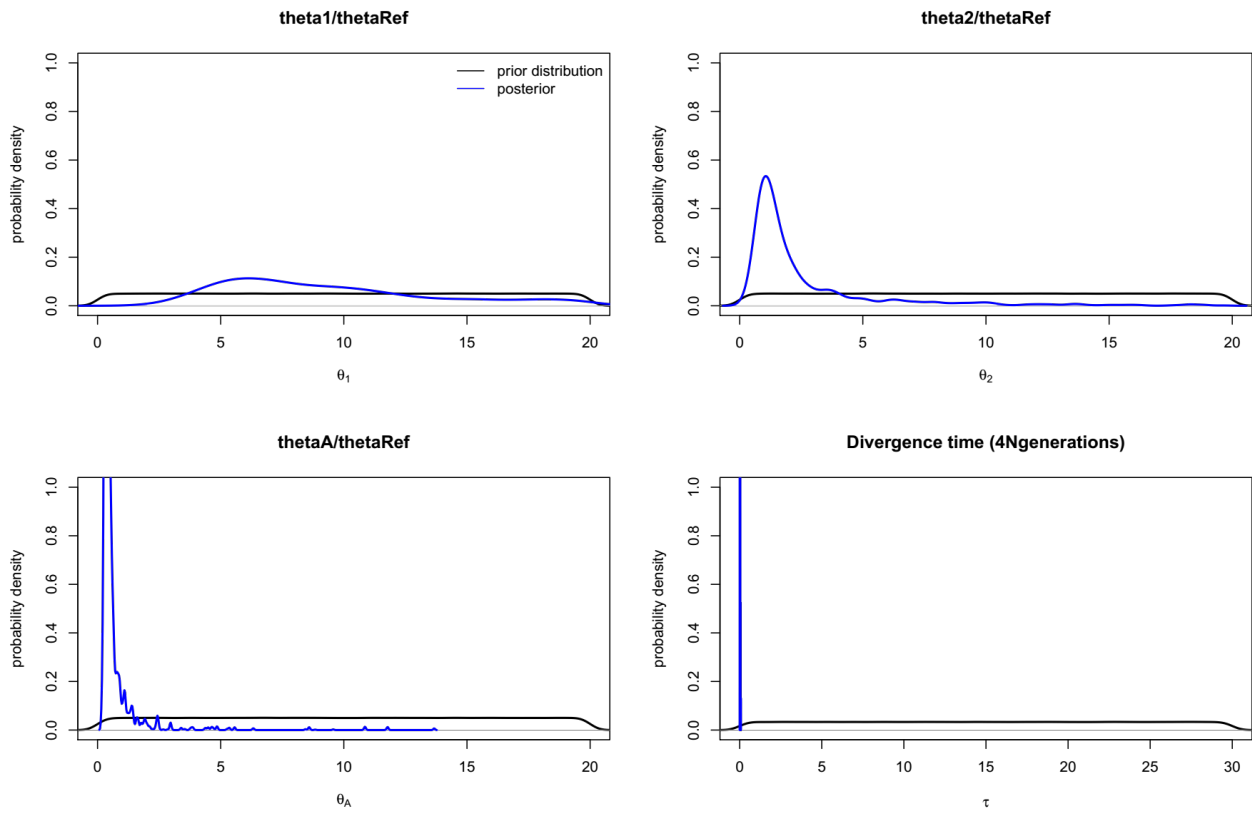 theta1/thetaRef
probability density
0.0 0.2 0.4 0.6 0.8 1.0
prior distribution
posterior
0 5 10 15 20
θ1
theta2/thetaRef
probability density
0.0 0.2 0.4 0.6 0.8 1.0
0 5 10 15 20
θ2
thetaA/thetaRef
probability density
0.0 0.2 0.4 0.6 0.8 1.0
0 5 10 15 20
θA
Divergence time (4Ngenerations)
probability density
0.0 0.2 0.4 0.6 0.8 1.0
0 5 10 15 20 25 30
τ